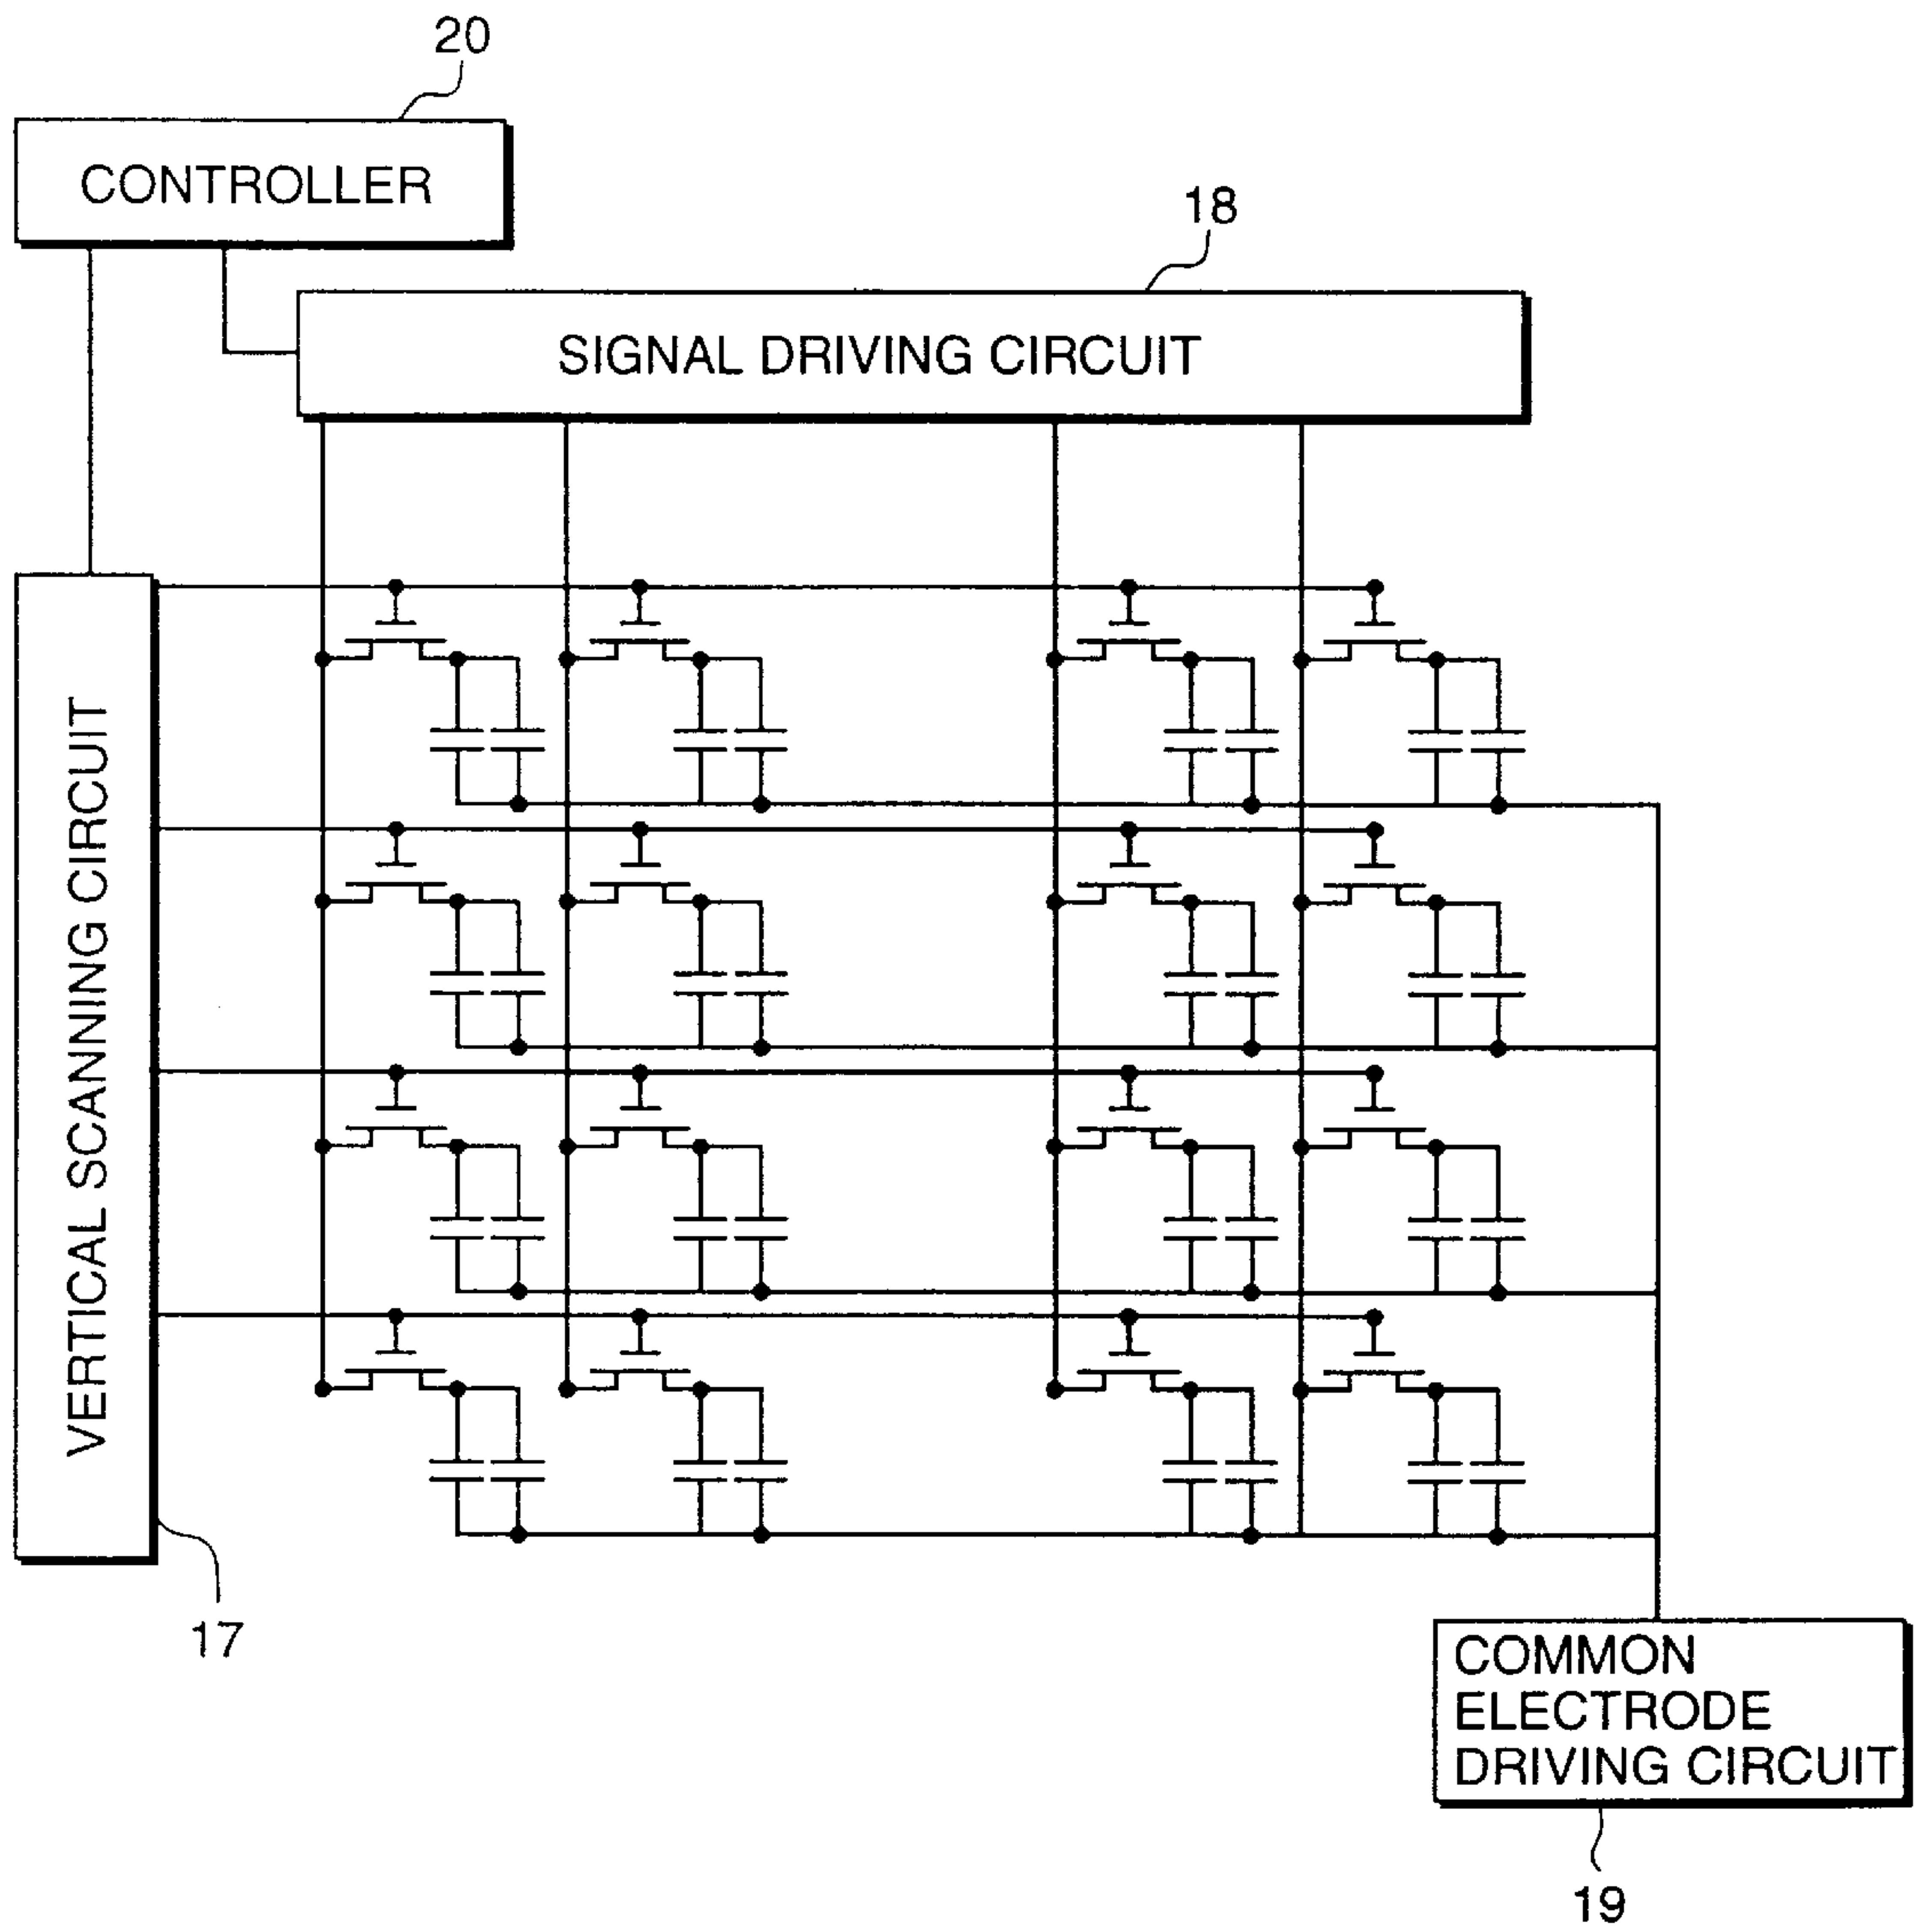 20
CONTROLLER
18
SIGNAL DRIVING CIRCUIT
VERTICAL SCANNING CIRCUIT
17
COMMON
ELECTRODE
DRIVING CIRCUIT
19